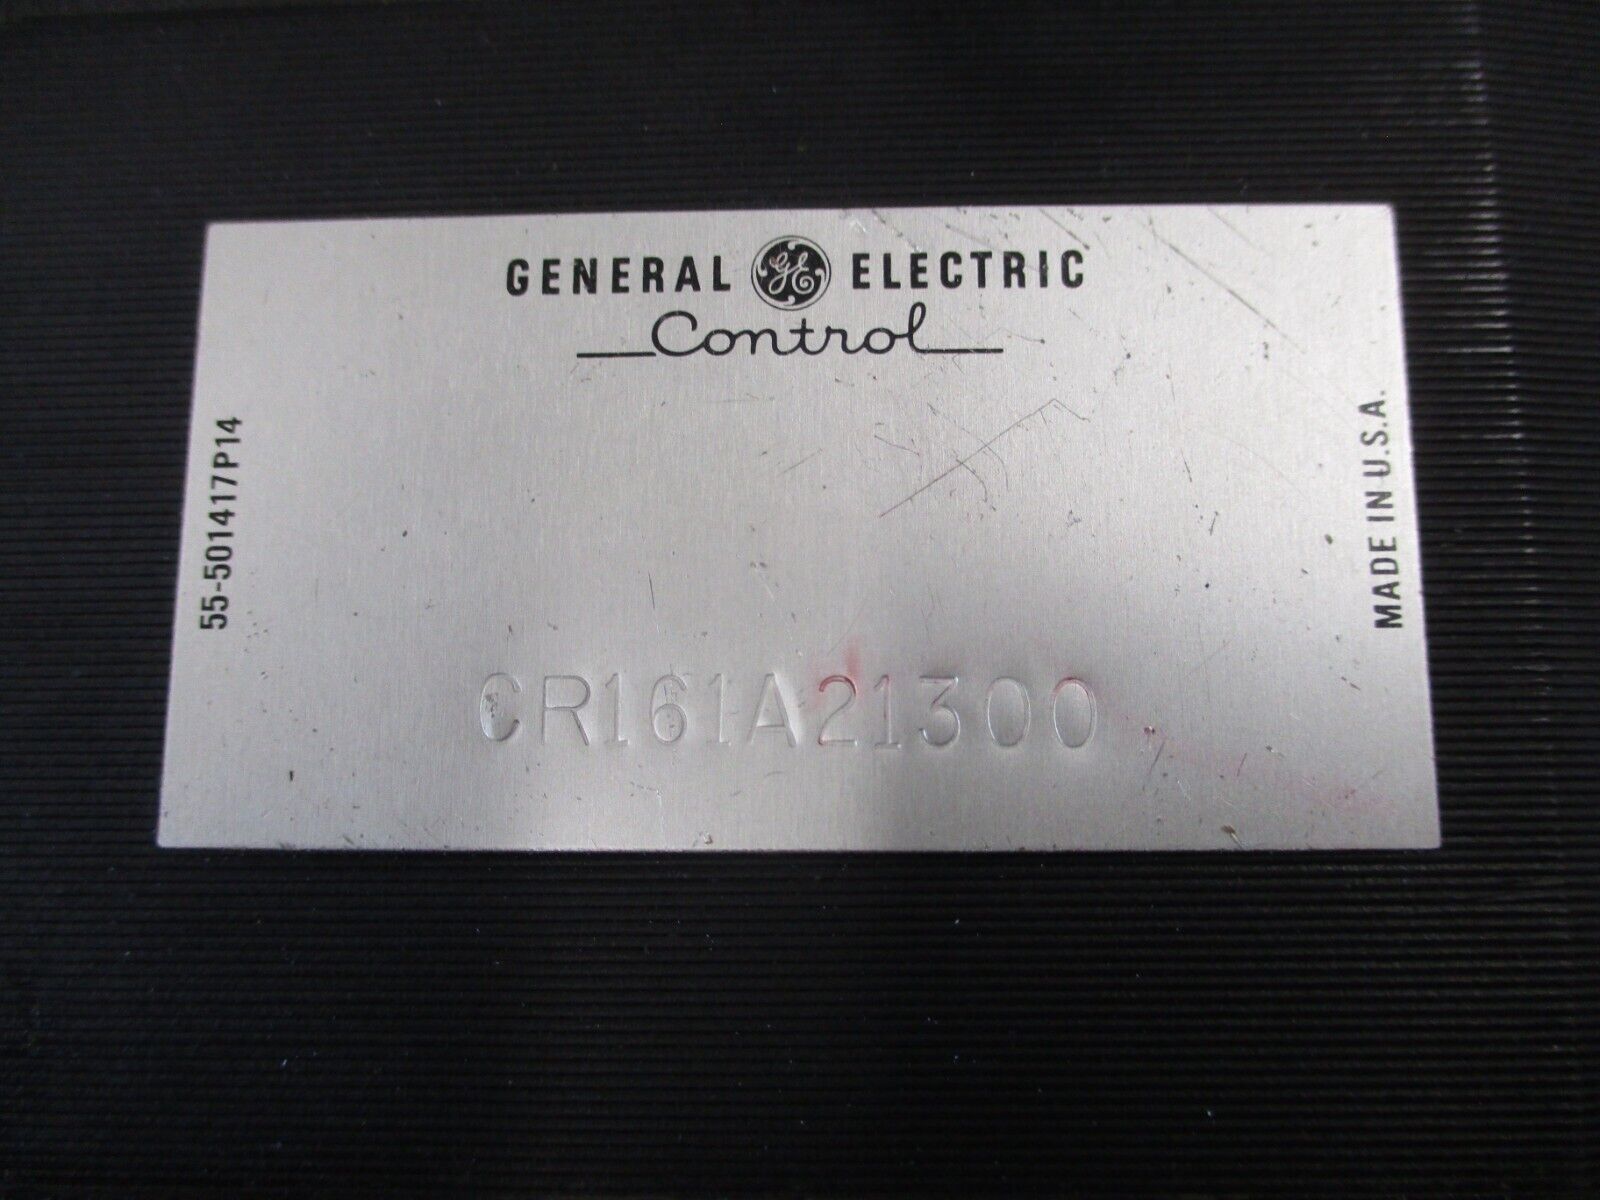 GENERAL GE ELECTRIC
Control
55-501417P14
MADE IN U.S.A.
CR161A21300